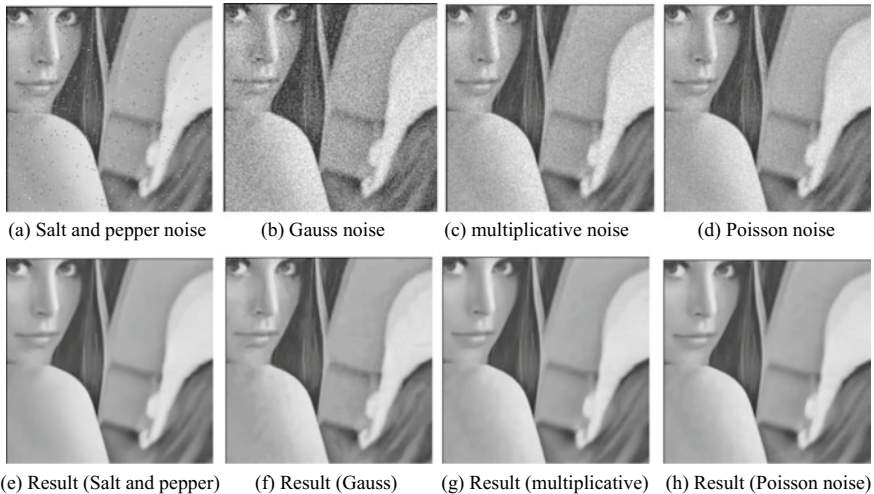 (a) Salt and pepper noise
(b) Gauss noise
(c) multiplicative noise
(d) Poisson noise
(e) Result (Salt and pepper)
(f) Result (Gauss)
(g) Result (multiplicative)
(h) Result (Poisson noise)